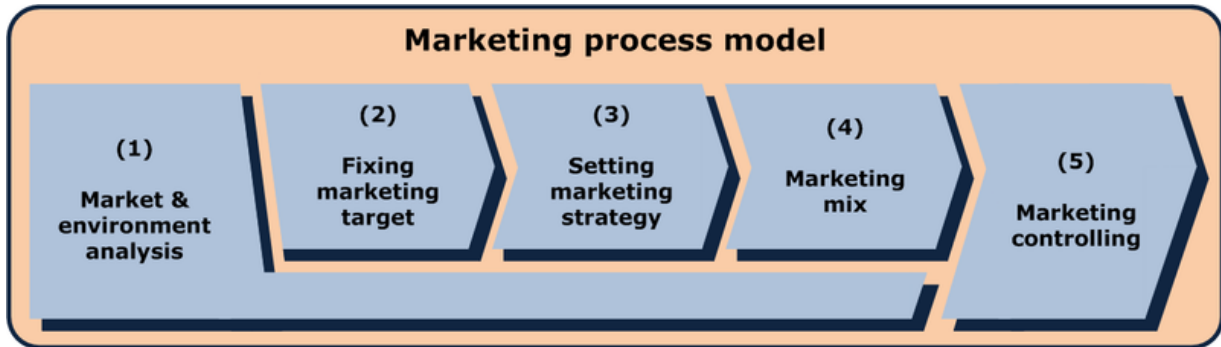 Marketing process model
(1)
Market &
environment
analysis
(2)
Fixing
marketing
target
(3)
Setting
marketing
strategy
(4)
Marketing
mix
(5)
Marketing
controlling